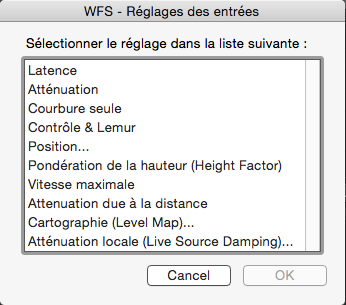 WFS - Réglages des entrées
Sélectionner le réglage dans la liste suivante :
Latence
Atténuation
Courbure seule
Contrôle & Lemur
Position...
Pondération de la hauteur (Height Factor)
Vitesse maximale
Attenuation due à la distance
Cartographie (Level Map)...
Atténuation locale (Live Source Damping)...
Cancel
OK